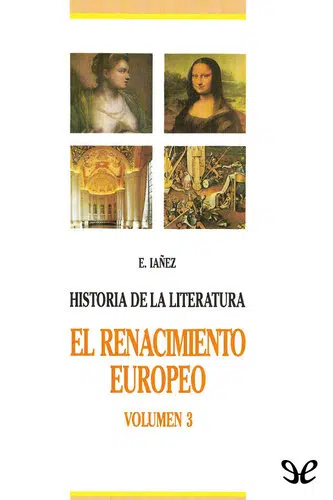 E. IAÑEZ
HISTORIA DE LA LITERATURA
EL RENACIMIENTO
EUROPEO
VOLUMEN 3